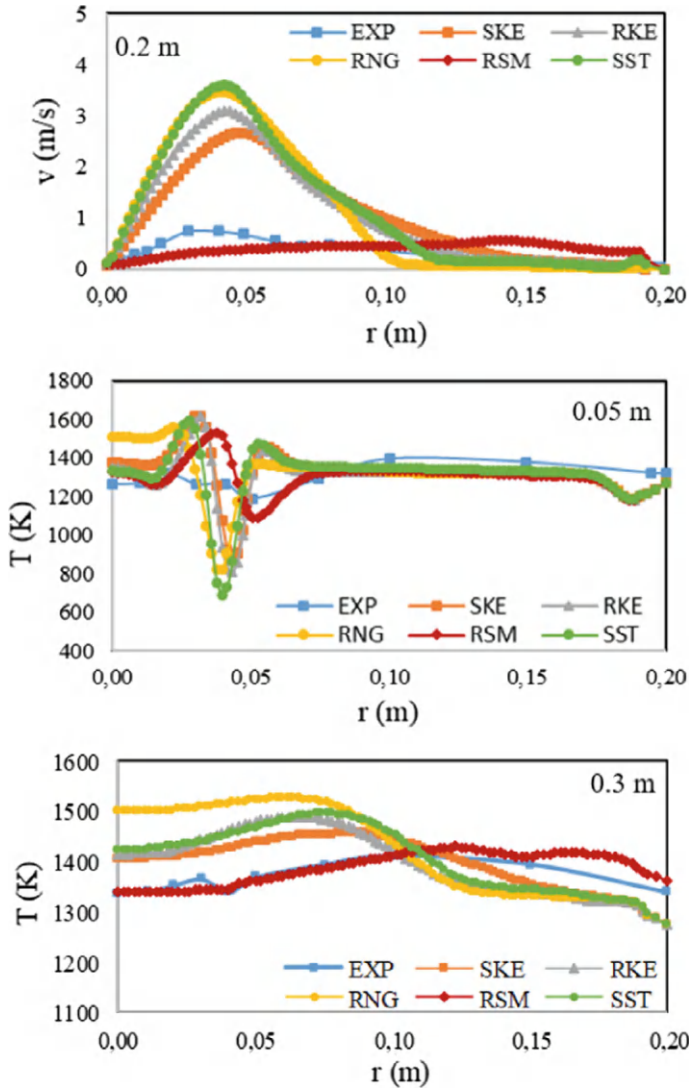 5
0.2 m
EXP SKE RKE
RNG RSM SST
4
3
2
1
0
v (m/s)
0,00 0,05 0,10 0,15 0,20
r (m)
1800
1600
1400
1200
1000
800
600
400
T (K)
0.05 m
EXP SKE RKE
RNG RSM SST
0,00 0,05 0,10 0,15 0,20
r (m)
1600
1500
1400
1300
1200
1100
T (K)
0.3 m
EXP SKE RKE
RNG RSM SST
0,00 0,05 0,10 0,15 0,20
r (m)